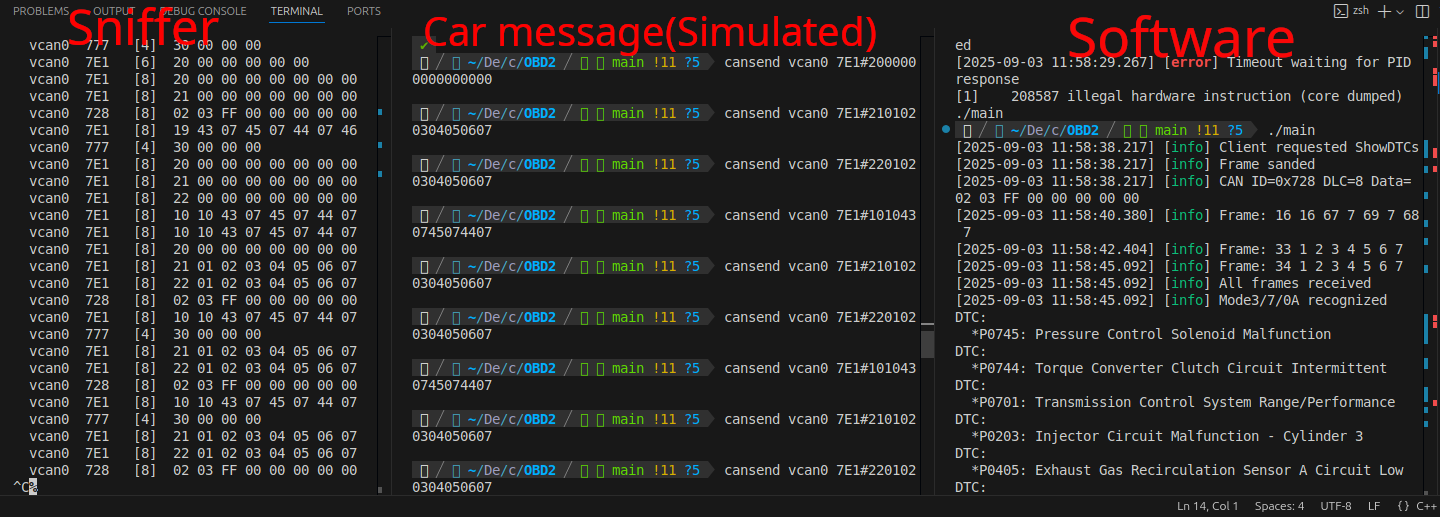 PROBLEMS OUTPUT DEBUG CONSOLE TERMINAL PORTS
zsh
Sniffer
Car message(Simulated)
Software
vcan0 777 [4] 30 00 00 00
vcan0 7E1 [6] 20 00 00 00 00 00
vcan0 7E1 [8] 20 00 00 00 00 00 00 00
vcan0 7E1 [8] 21 00 00 00 00 00 00 00
vcan0 728 [8] 02 03 FF 00 00 00 00 00
vcan0 7E1 [8] 19 43 07 45 07 44 07 46
vcan0 777 [4] 30 00 00 00
vcan0 7E1 [8] 20 00 00 00 00 00 00 00
vcan0 7E1 [8] 21 00 00 00 00 00 00 00
vcan0 7E1 [8] 22 00 00 00 00 00 00 00
vcan0 7E1 [8] 10 10 43 07 45 07 44 07
vcan0 7E1 [8] 10 10 43 07 45 07 44 07
vcan0 7E1 [8] 20 00 00 00 00 00 00 00
vcan0 7E1 [8] 21 01 02 03 04 05 06 07
vcan0 7E1 [8] 22 01 02 03 04 05 06 07
vcan0 728 [8] 02 03 FF 00 00 00 00 00
vcan0 7E1 [8] 10 10 43 07 45 07 44 07
vcan0 777 [4] 30 00 00 00
vcan0 7E1 [8] 21 01 02 03 04 05 06 07
vcan0 7E1 [8] 22 01 02 03 04 05 06 07
vcan0 728 [8] 02 03 FF 00 00 00 00 00
vcan0 7E1 [8] 10 10 43 07 45 07 44 07
vcan0 777 [4] 30 00 00 00
vcan0 7E1 [8] 21 01 02 03 04 05 06 07
vcan0 7E1 [8] 22 01 02 03 04 05 06 07
vcan0 728 [8] 02 03 FF 00 00 00 00 00
^C%
✔
~/De/c/OBD2 / main !11 ?5 cansend vcan0 7E1#200000
0000000000
~/De/c/OBD2 / main !11 ?5 cansend vcan0 7E1#210102
0304050607
~/De/c/OBD2 / main !11 ?5 cansend vcan0 7E1#220102
0304050607
~/De/c/OBD2 / main !11 ?5 cansend vcan0 7E1#101043
0745074407
~/De/c/OBD2 / main !11 ?5 cansend vcan0 7E1#210102
0304050607
~/De/c/OBD2 / main !11 ?5 cansend vcan0 7E1#220102
0304050607
~/De/c/OBD2 / main !11 ?5 cansend vcan0 7E1#101043
0745074407
~/De/c/OBD2 / main !11 ?5 cansend vcan0 7E1#210102
0304050607
~/De/c/OBD2 / main !11 ?5 cansend vcan0 7E1#220102
0304050607
ed
[2025-09-03 11:58:29.267] [error] Timeout waiting for PID
response
[1] 208587 illegal hardware instruction (core dumped)
./main
~/De/c/OBD2 / main !11 ?5 ./main
[2025-09-03 11:58:38.217] [info] Client requested ShowDTCs
[2025-09-03 11:58:38.217] [info] Frame sanded
[2025-09-03 11:58:38.217] [info] CAN ID=0x728 DLC=8 Data=
02 03 FF 00 00 00 00 00
[2025-09-03 11:58:40.380] [info] Frame: 16 16 67 7 69 7 68
7
[2025-09-03 11:58:42.404] [info] Frame: 33 1 2 3 4 5 6 7
[2025-09-03 11:58:45.092] [info] Frame: 34 1 2 3 4 5 6 7
[2025-09-03 11:58:45.092] [info] All frames received
[2025-09-03 11:58:45.092] [info] Mode3/7/0A recognized
DTC:
*P0745: Pressure Control Solenoid Malfunction
DTC:
*P0744: Torque Converter Clutch Circuit Intermittent
DTC:
*P0701: Transmission Control System Range/Performance
DTC:
*P0203: Injector Circuit Malfunction - Cylinder 3
DTC:
*P0405: Exhaust Gas Recirculation Sensor A Circuit Low
DTC:
Ln 14, Col 1 Spaces: 4 UTF-8 LF {} C++